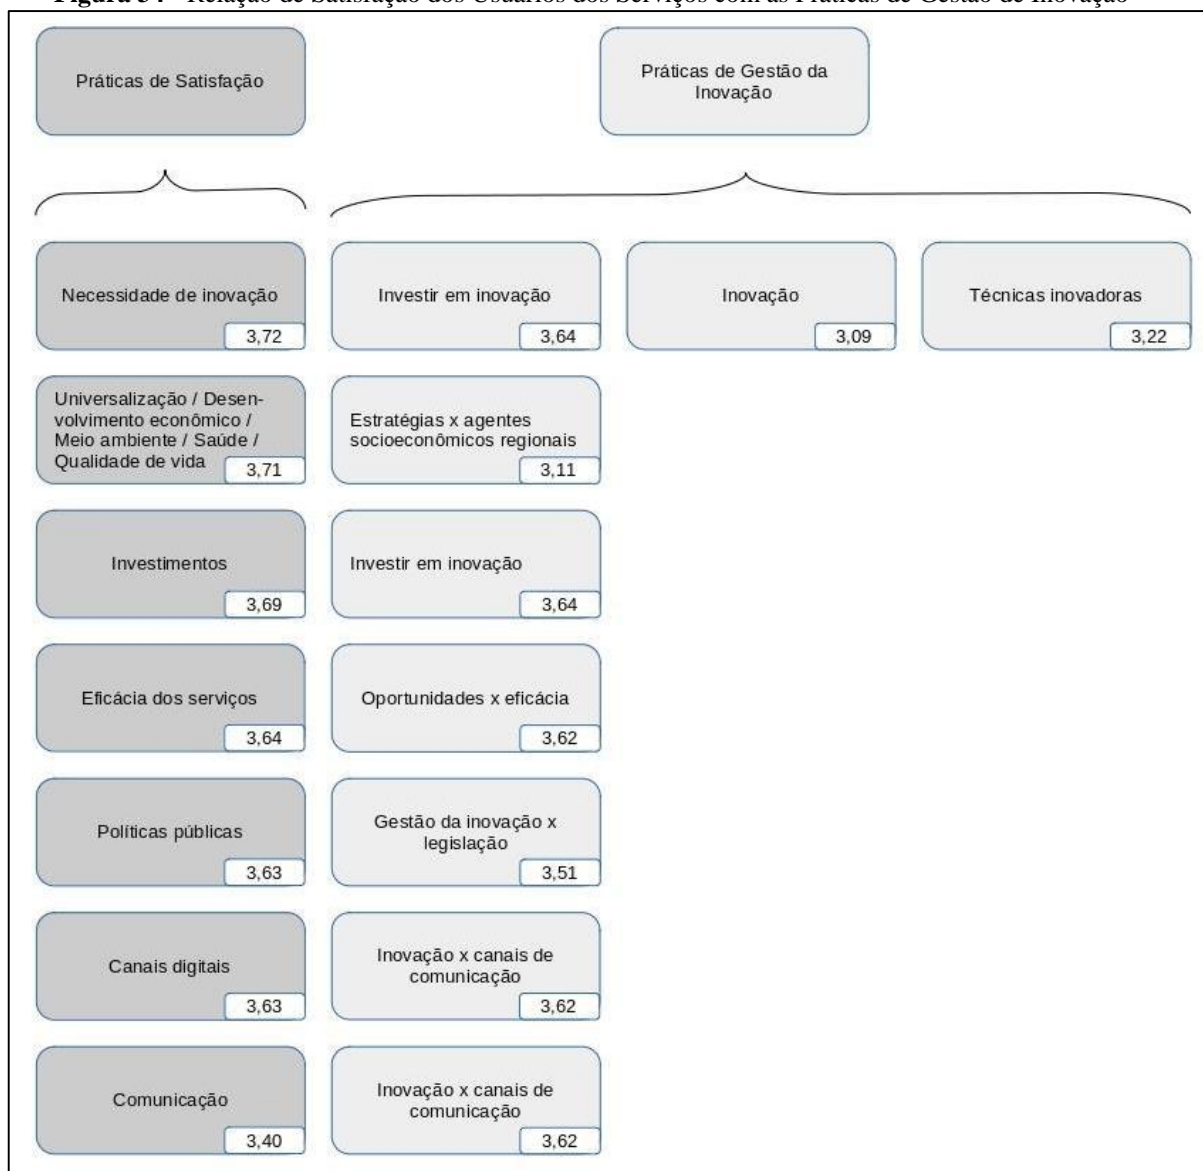 Figura 34 - Relação de Satisfação dos Usuários dos Serviços com as Práticas de Gestão de Inovação
Práticas de Satisfação
Práticas de Gestão da
Inovação
Necessidade de inovação
3,72
Investir em inovação
3,64
Inovação
3,09
Técnicas inovadoras
3,22
Universalização / Desen-
volvimento econômico /
Meio ambiente / Saúde /
Qualidade de vida
3,71
Estratégias x agentes
socioeconômicos regionais
3,11
Investimentos
3,69
Investir em inovação
3,64
Eficácia dos serviços
3,64
Oportunidades x eficácia
3,62
Políticas públicas
3,63
Gestão da inovação x
legislação
3,51
Canais digitais
3,63
Inovação x canais de
comunicação
3,62
Comunicação
3,40
Inovação x canais de
comunicação
3,62